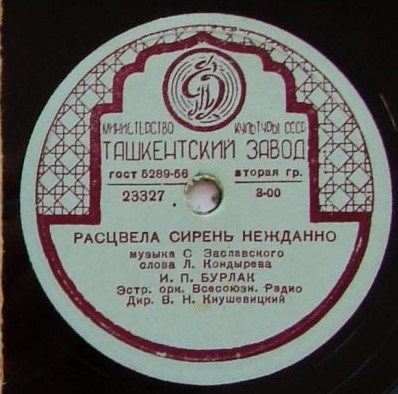 МИНИСТЕРСТВО КУЛЬТУРЫ СССР
ТАШКЕНТСКИЙ ЗАВОД
гост 5289-56 вторая гр.
23327 3-00
РАСЦВЕЛА СИРЕНЬ НЕЖДАННО
музыка С Заславского
слова Л. Кондырева
И. П. БУРЛАК
Эстр. орк. Всесоюзн. Радио
Дир. В. Н. Кнушевицкий